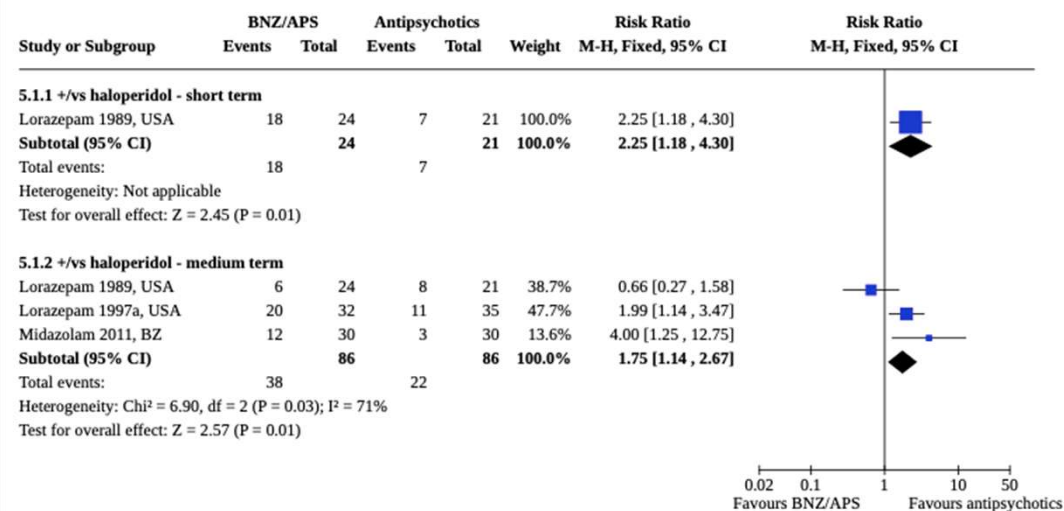 BNZ/APS Antipsychotics Risk Ratio Risk Ratio
Study or Subgroup Events Total Events Total Weight M-H, Fixed, 95% CI M-H, Fixed, 95% CI
5.1.1 +/vs haloperidol - short term
Lorazepam 1989, USA 18 24 7 21 100.0% 2.25 [1.18 , 4.30]
Subtotal (95% CI) 24 21 100.0% 2.25 [1.18 , 4.30]
Total events: 18 7
Heterogeneity: Not applicable
Test for overall effect: Z = 2.45 (P = 0.01)
5.1.2 +/vs haloperidol - medium term
Lorazepam 1989, USA 6 24 8 21 38.7% 0.66 [0.27 , 1.58]
Lorazepam 1997a, USA 20 32 11 35 47.7% 1.99 [1.14 , 3.47]
Midazolam 2011, BZ 12 30 3 30 13.6% 4.00 [1.25 , 12.75]
Subtotal (95% CI) 86 86 100.0% 1.75 [1.14 , 2.67]
Total events: 38 22
Heterogeneity: Chi² = 6.90, df = 2 (P = 0.03); I² = 71%
Test for overall effect: Z = 2.57 (P = 0.01)
0.02 0.1 1 10 50
Favours BNZ/APS Favours antipsychotics